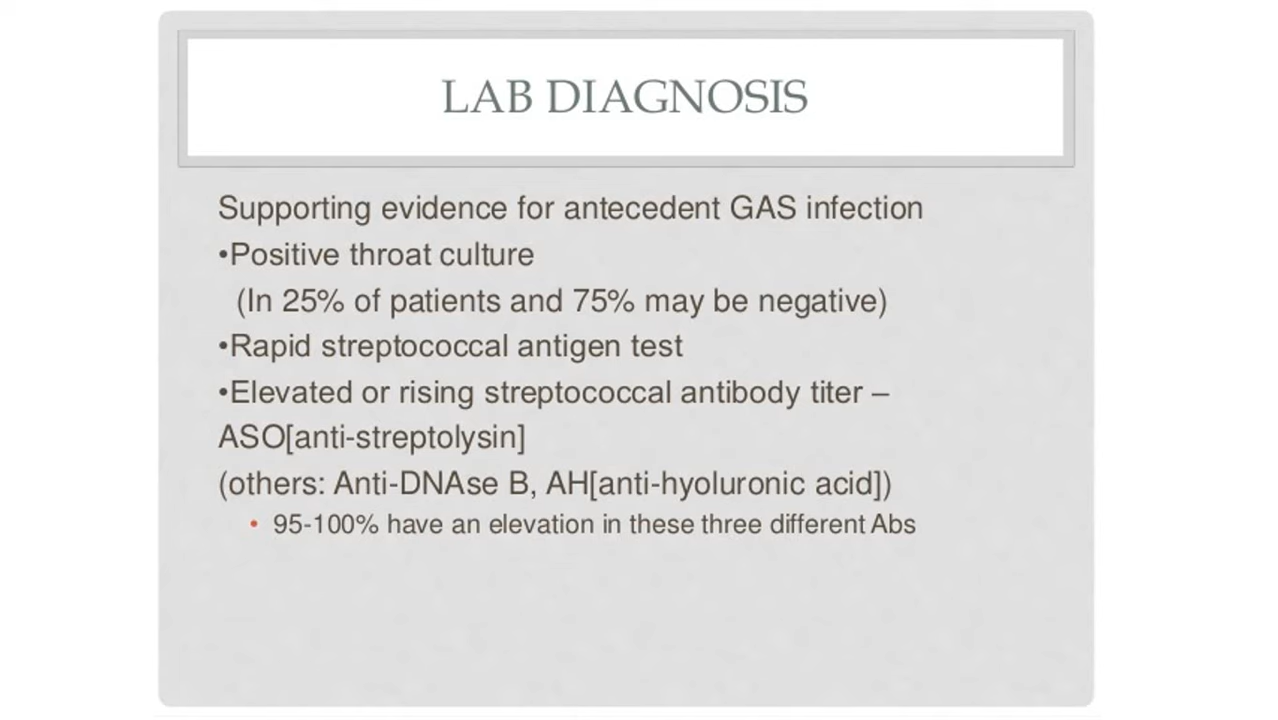 LAB DIAGNOSIS
Supporting evidence for antecedent GAS infection
•Positive throat culture
(In 25% of patients and 75% may be negative)
•Rapid streptococcal antigen test
•Elevated or rising streptococcal antibody titer –
ASO[anti-streptolysin]
(others: Anti-DNAse B, AH[anti-hyoluronic acid])
• 95-100% have an elevation in these three different Abs